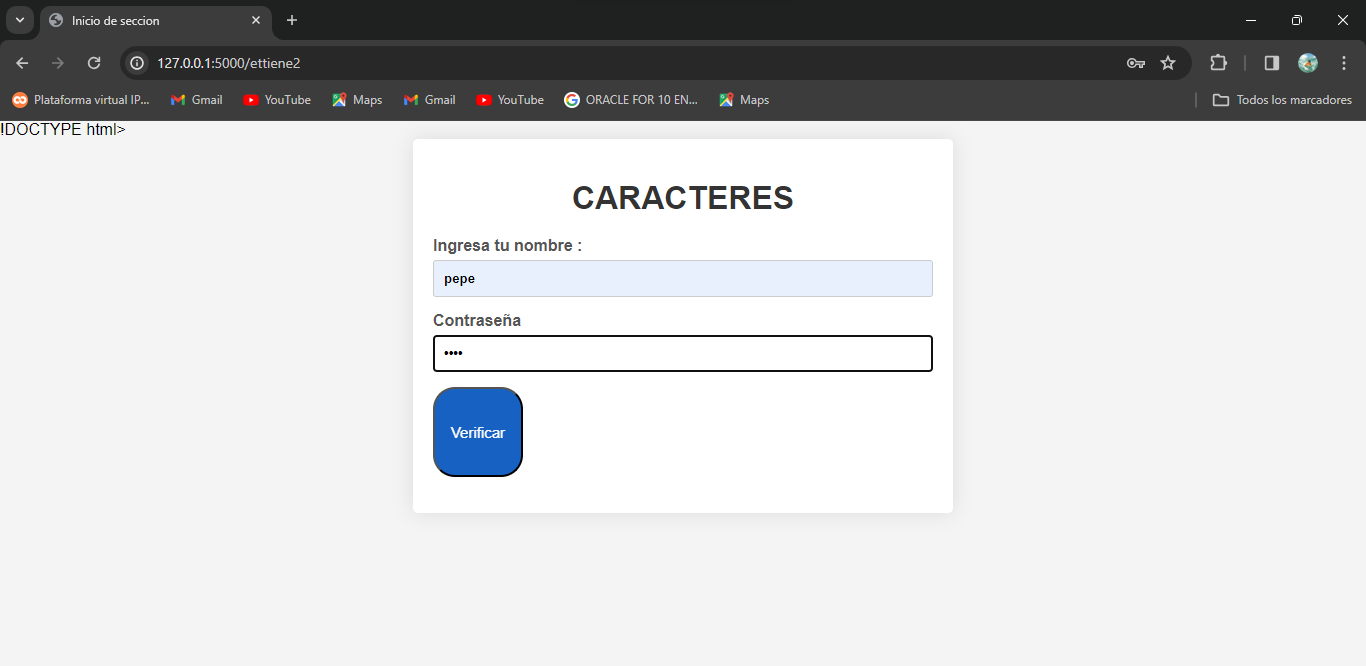 Inicio de seccion
127.0.0.1:5000/ettiene2
Plataforma virtual IP... Gmail YouTube Maps Gmail YouTube ORACLE FOR 10 EN... Maps Todos los marcadores
!DOCTYPE html>
CARACTERES
Ingresa tu nombre :
pepe
Contraseña
••••
Verificar